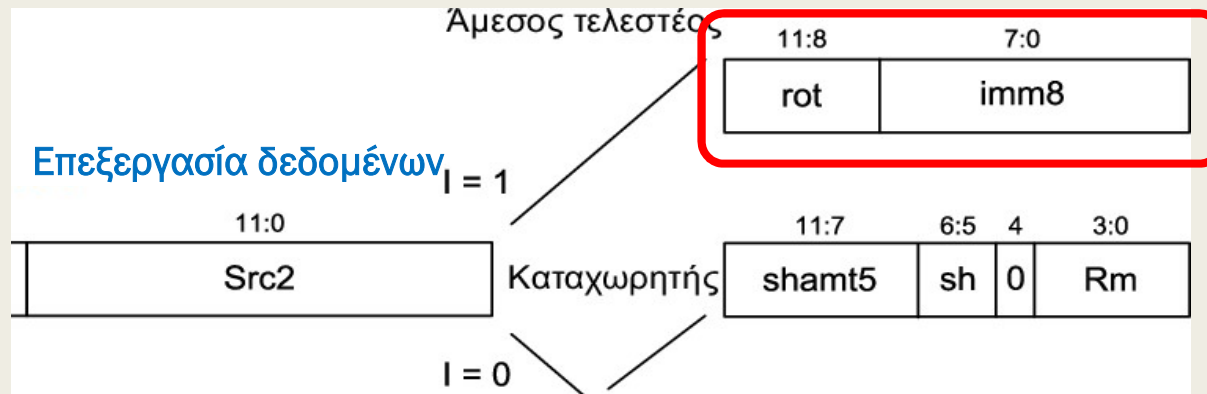 Άμεσος τελεστέος
11:8 7:0
rot imm8
Επεξεργασία δεδομένων
I = 1
11:0
11:7 6:5 4 3:0
Src2
Καταχωρητής
shamt5 sh 0 Rm
I = 0